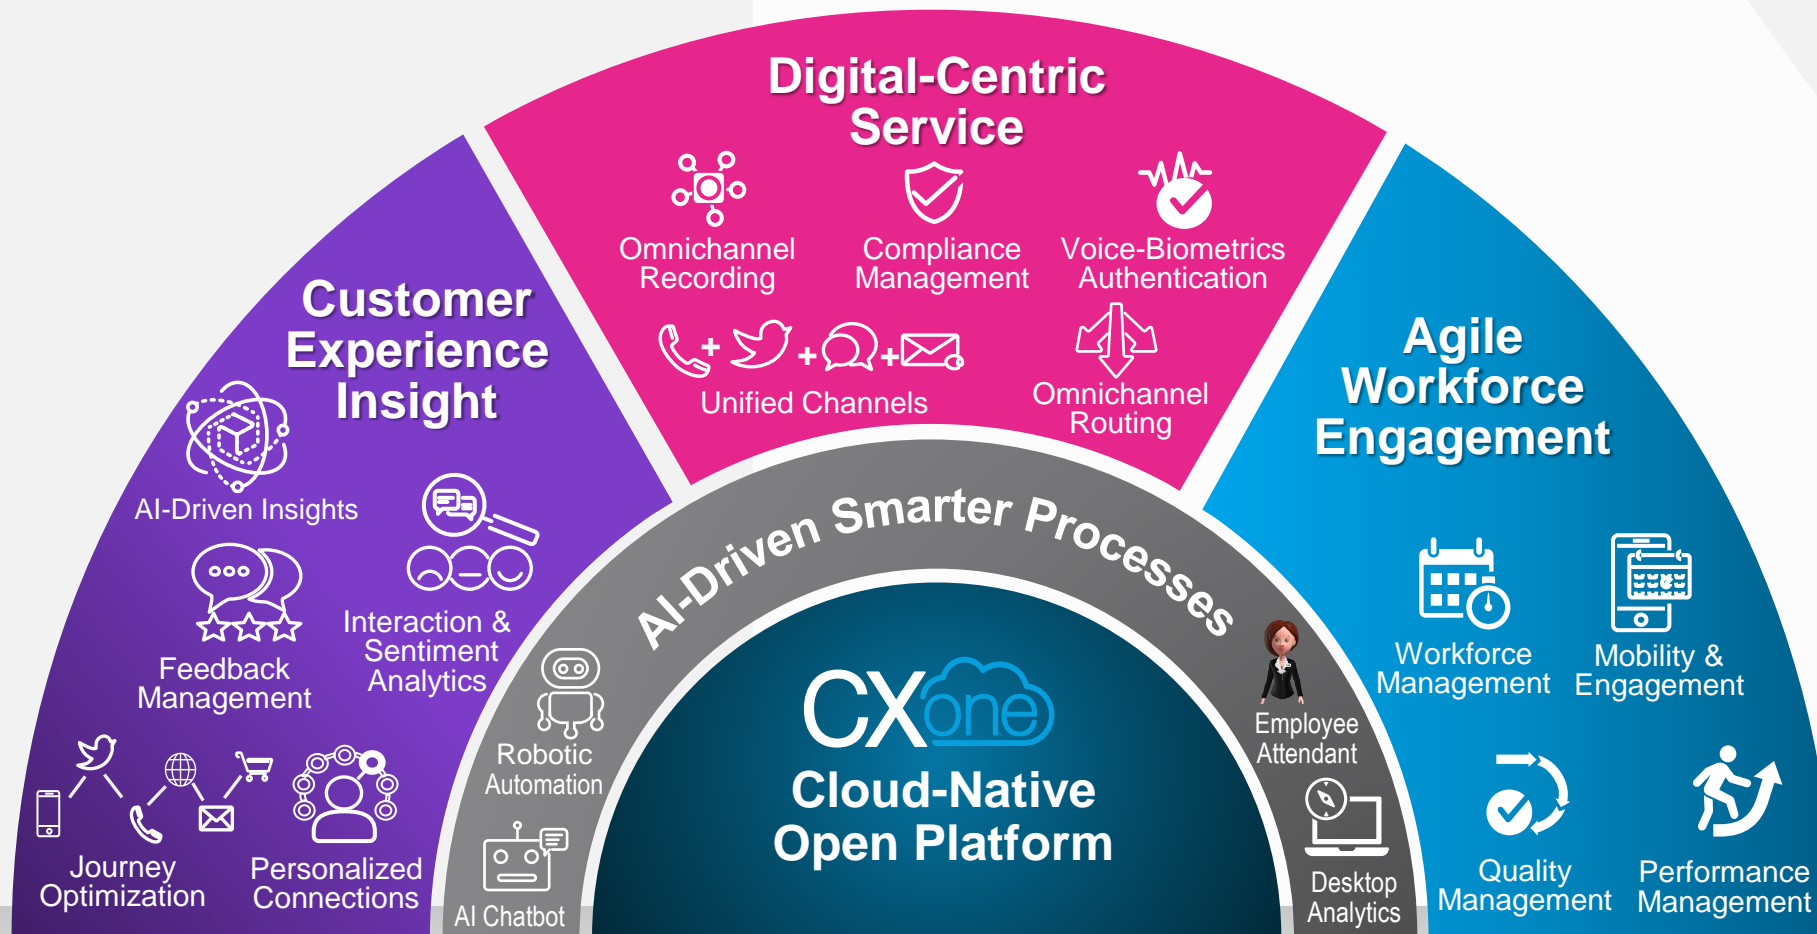 Digital-Centric
Service
Omnichannel
Recording
Compliance
Management
Voice-Biometrics
Authentication
+
+
+
Unified Channels
Omnichannel
Routing
Customer
Experience
Insight
AI-Driven Insights
Feedback
Management
Interaction &
Sentiment
Analytics
Journey
Optimization
Personalized
Connections
Agile
Workforce
Engagement
Workforce
Management
Mobility &
Engagement
Quality
Management
Performance
Management
AI-Driven Smarter Processes
Robotic
Automation
AI Chatbot
Employee
Attendant
Desktop
Analytics
CXone
Cloud-Native
Open Platform